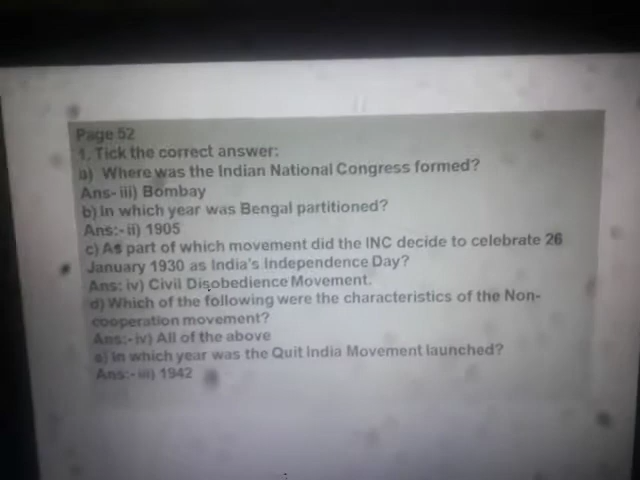 Page 52
1. Tick the correct answer:
a) Where was the Indian National Congress formed?
Ans- iii) Bombay
b) In which year was Bengal partitioned?
Ans:- ii) 1905
c) As part of which movement did the INC decide to celebrate 26
January 1930 as India's Independence Day?
Ans: iv) Civil Disobedience Movement.
d) Which of the following were the characteristics of the Non-
cooperation movement?
Ans:- iv) All of the above
e) In which year was the Quit India Movement launched?
Ans:- iii) 1942